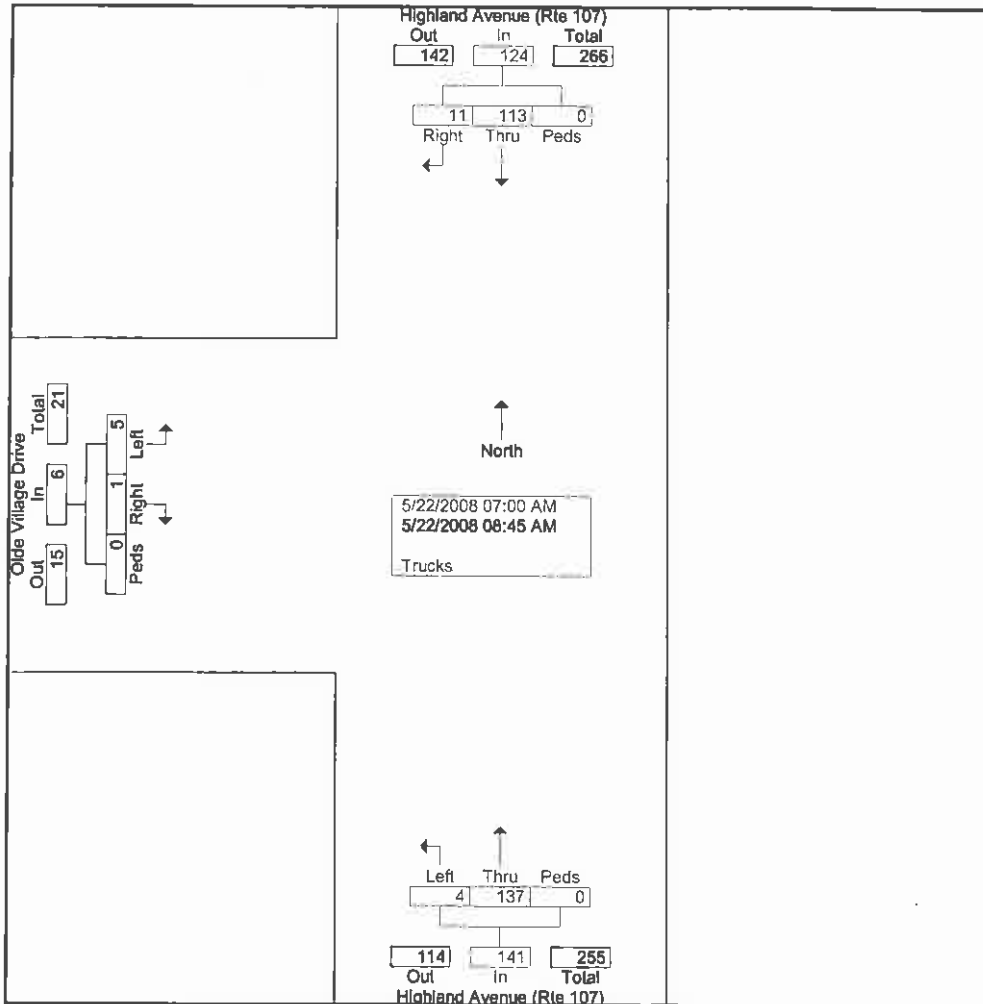 Highland Avenue (Rte 107)
Out In Total
142 124 266
11 113 0
Right Thru Peds
Olde Village Drive
Out In Total
15 6 21
0 1 5
Peds Right Left
North
5/22/2008 07:00 AM
5/22/2008 08:45 AM
Trucks
Left Thru Peds
4 137 0
114 141 255
Out In Total
Highland Avenue (Rte 107)